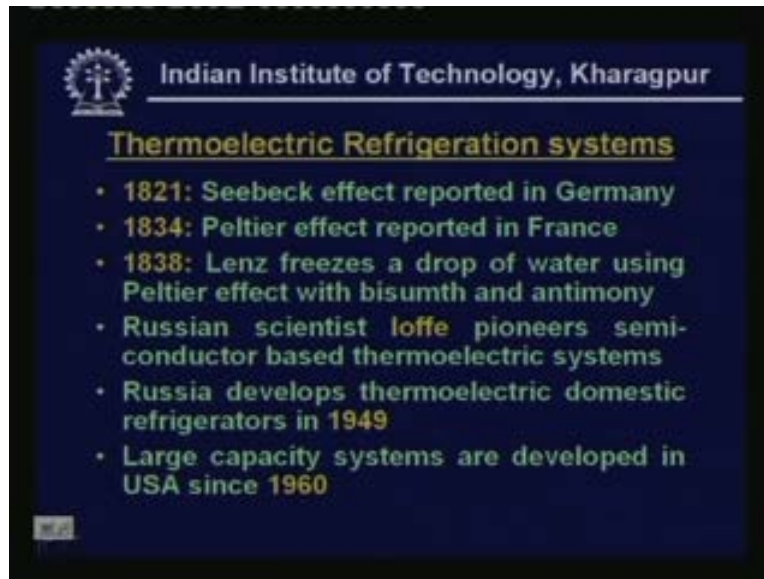 Indian Institute of Technology, Kharagpur
Thermoelectric Refrigeration systems
• 1821: Seebeck effect reported in Germany
• 1834: Peltier effect reported in France
• 1838: Lenz freezes a drop of water using
Peltier effect with bisumth and antimony
• Russian scientist Ioffe pioneers semi-
conductor based thermoelectric systems
• Russia develops thermoelectric domestic
refrigerators in 1949
• Large capacity systems are developed in
USA since 1960